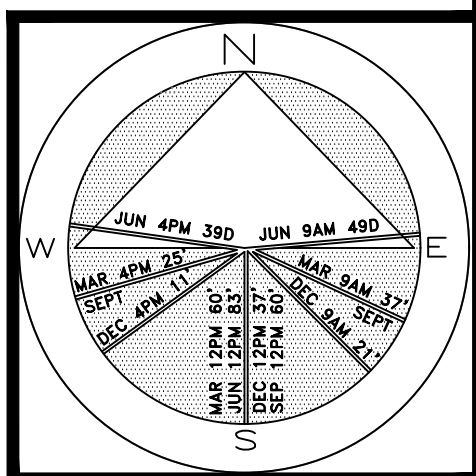 N
JUN 4PM 39D
JUN 9AM 49D
W
E
MAR 4PM 25'
SEPT
DEC 4PM 11'
MAR 12PM 60'
JUN 12PM 83'
DEC 12PM 37'
SEP 12PM 60'
MAR 9AM 37'
SEPT
DEC 9AM 21'
S